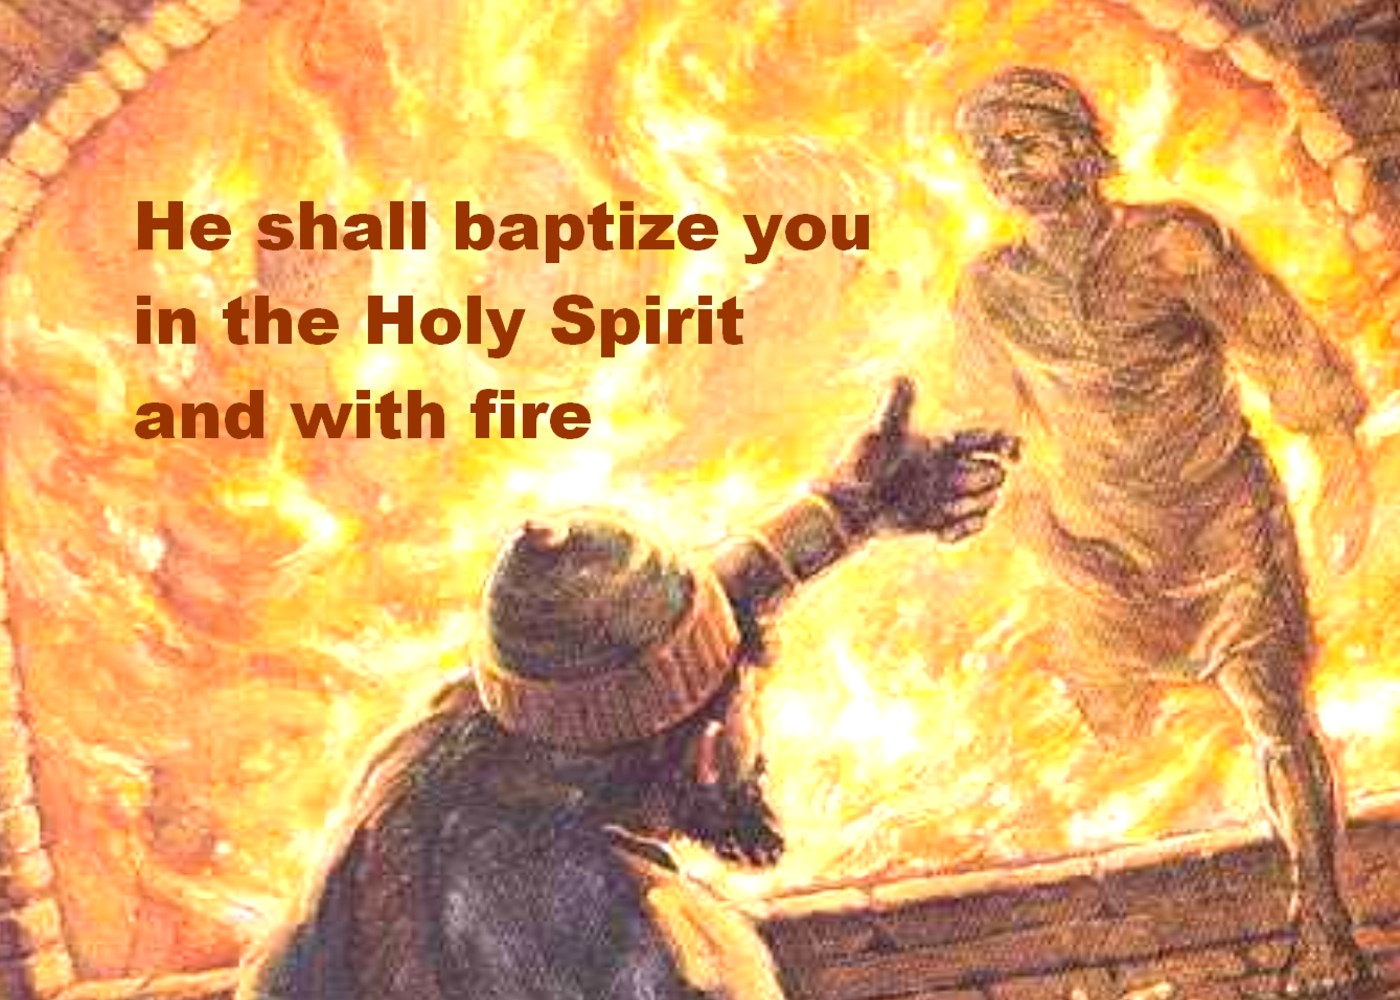 He shall baptize you
in the Holy Spirit
and with fire